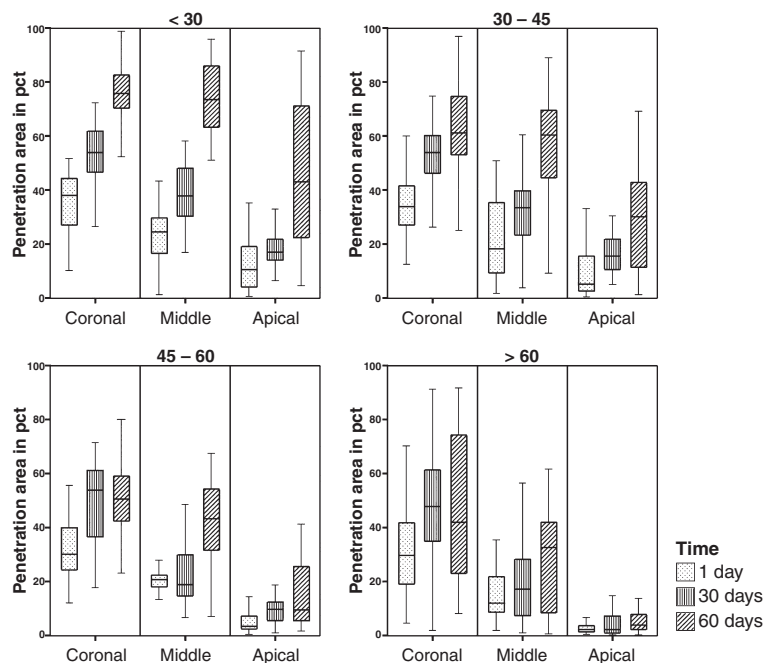 < 30
Penetration area in pct
100
80
60
40
20
0
Coronal Middle Apical
30 – 45
Penetration area in pct
100
80
60
40
20
0
Coronal Middle Apical
45 – 60
Penetration area in pct
100
80
60
40
20
0
Coronal Middle Apical
> 60
Penetration area in pct
100
80
60
40
20
0
Coronal Middle Apical
Time
1 day
30 days
60 days